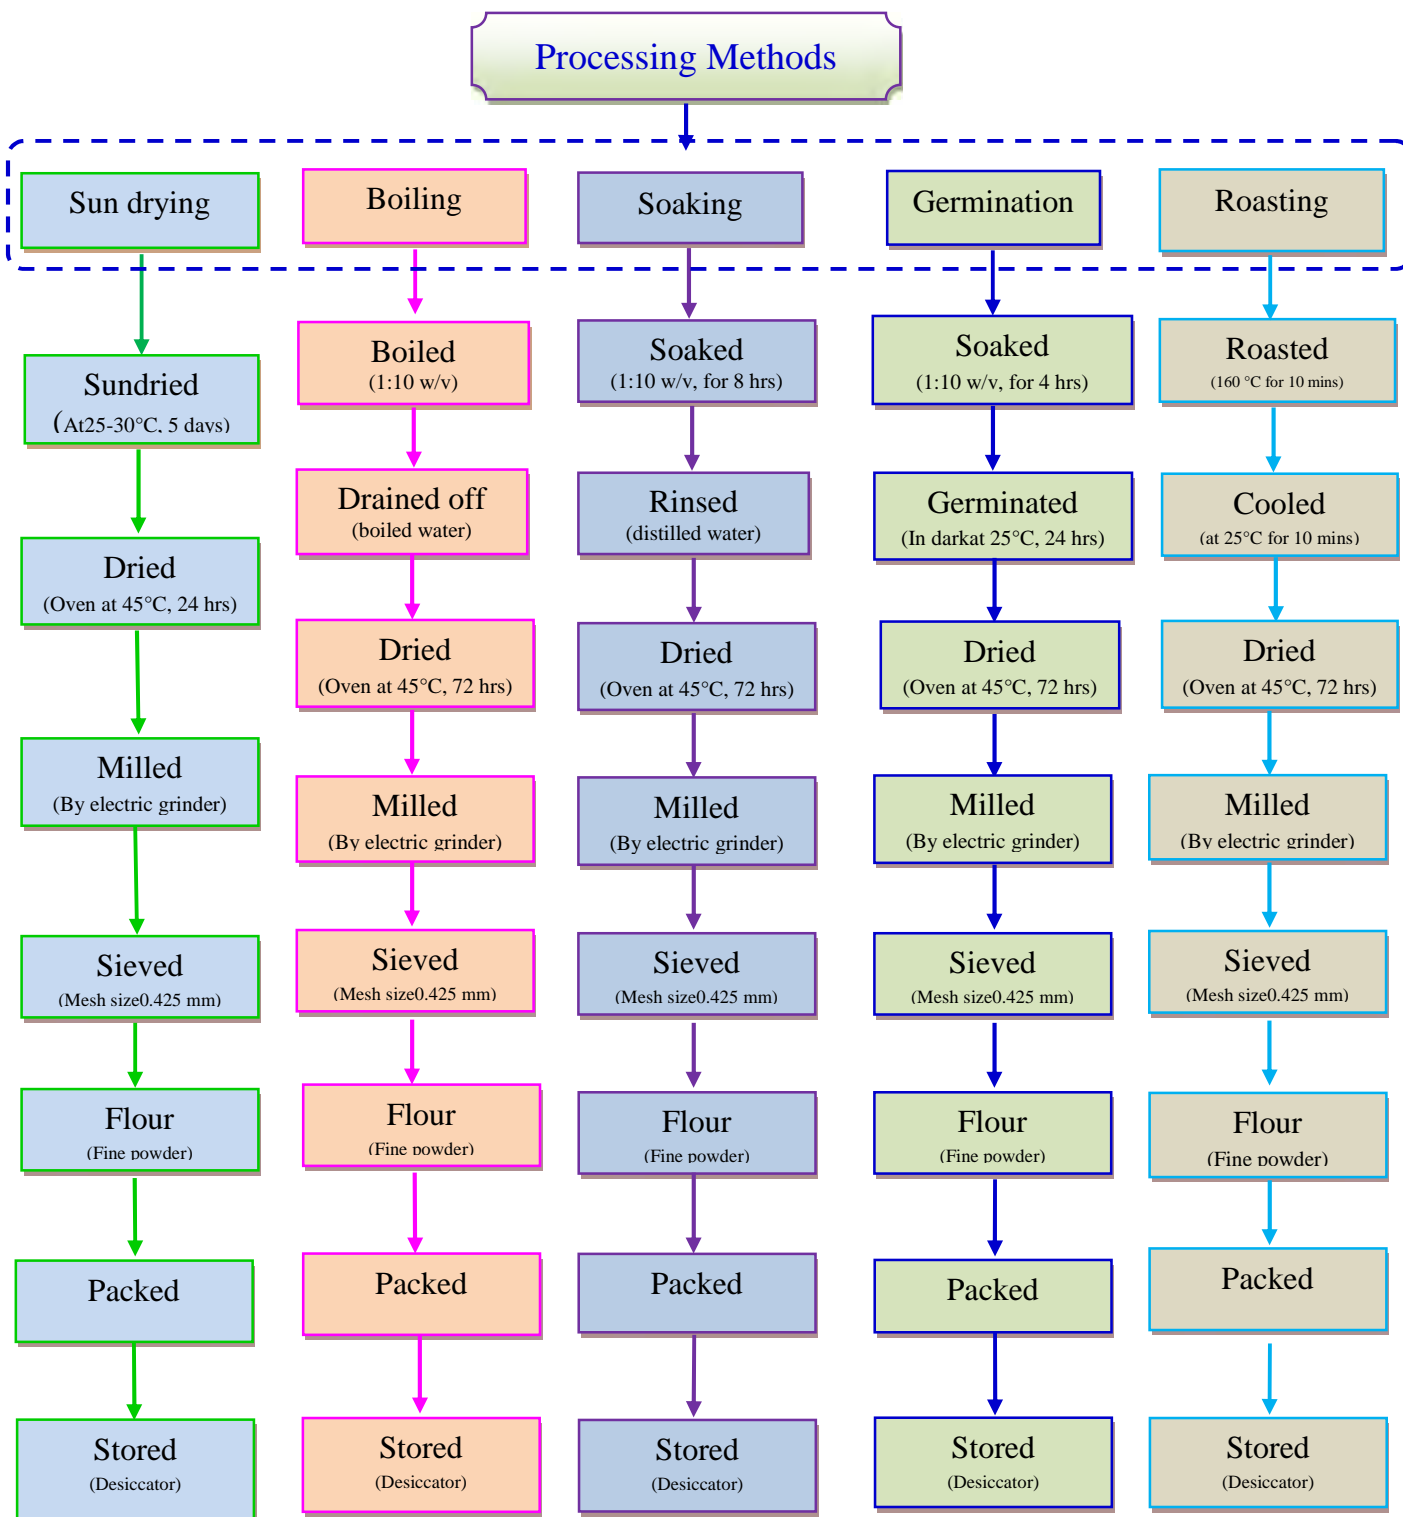 Processing Methods
Sun drying
Boiling
Soaking
Germination
Roasting
Sundried
(At25-30°C, 5 days)
Dried
(Oven at 45°C, 24 hrs)
Milled
(By electric grinder)
Sieved
(Mesh size0.425 mm)
Flour
(Fine powder)
Packed
Stored
(Desiccator)
Boiled
(1:10 w/v)
Drained off
(boiled water)
Dried
(Oven at 45°C, 72 hrs)
Milled
(By electric grinder)
Sieved
(Mesh size0.425 mm)
Flour
(Fine powder)
Packed
Stored
(Desiccator)
Soaked
(1:10 w/v, for 8 hrs)
Rinsed
(distilled water)
Dried
(Oven at 45°C, 72 hrs)
Milled
(By electric grinder)
Sieved
(Mesh size0.425 mm)
Flour
(Fine powder)
Packed
Stored
(Desiccator)
Soaked
(1:10 w/v, for 4 hrs)
Germinated
(In darkat 25°C, 24 hrs)
Dried
(Oven at 45°C, 72 hrs)
Milled
(By electric grinder)
Sieved
(Mesh size0.425 mm)
Flour
(Fine powder)
Packed
Stored
(Desiccator)
Roasted
(160 °C for 10 mins)
Cooled
(at 25°C for 10 mins)
Dried
(Oven at 45°C, 72 hrs)
Milled
(By electric grinder)
Sieved
(Mesh size0.425 mm)
Flour
(Fine powder)
Packed
Stored
(Desiccator)